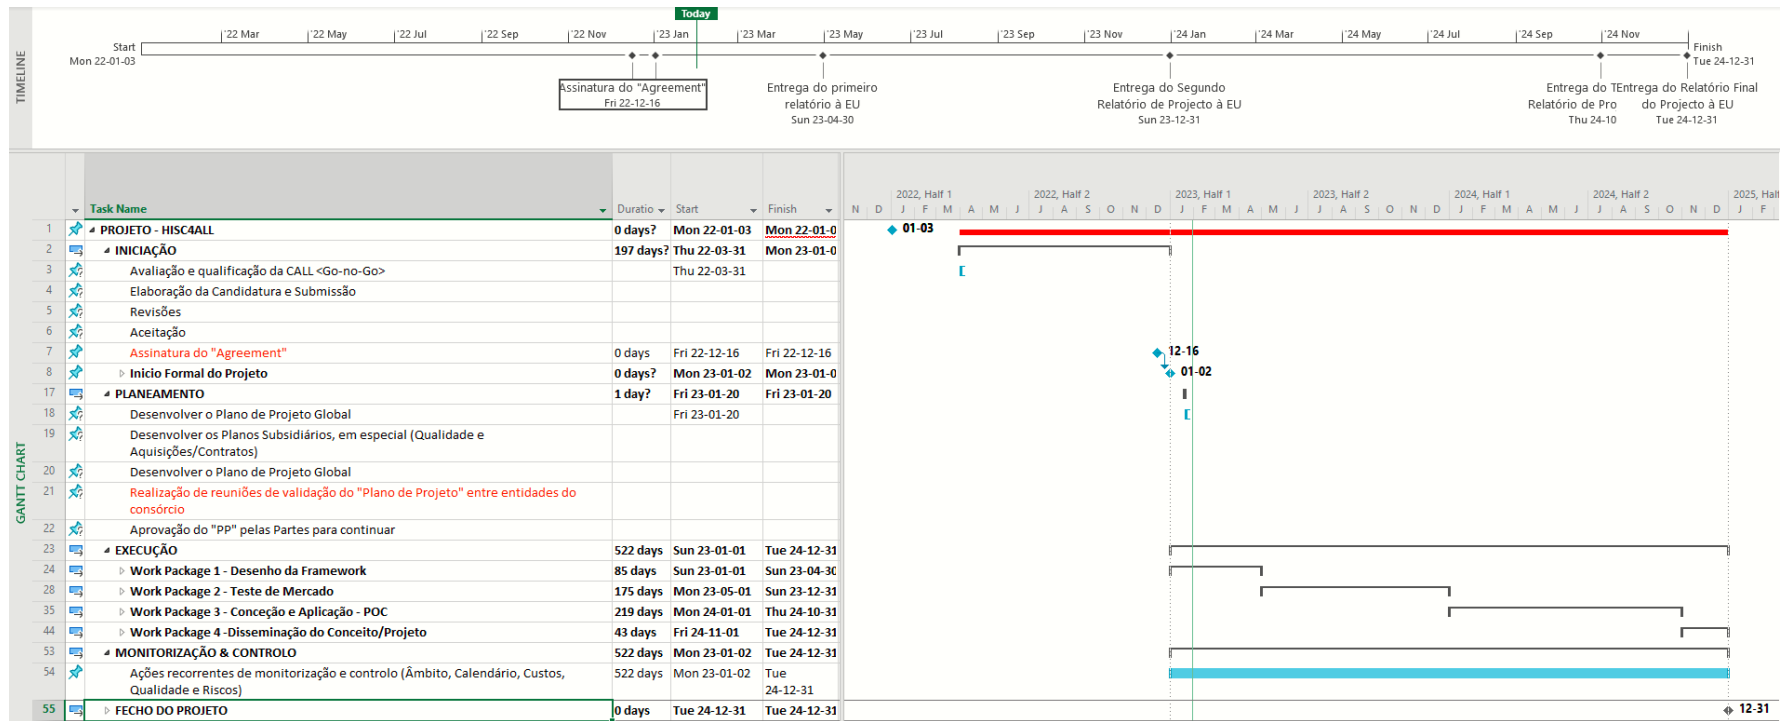 Today
'22 Mar '22 May '22 Jul '22 Sep '22 Nov '23 Jan '23 Mar '23 May '23 Jul '23 Sep '23 Nov '24 Jan '24 Mar '24 May '24 Jul '24 Sep '24 Nov
TIMELINE
Start
Mon 22-01-03
Finish
Tue 24-12-31
Assinatura do "Agreement"
Fri 22-12-16
Entrega do primeiro
relatório à EU
Sun 23-04-30
Entrega do Segundo
Relatório de Projecto à EU
Sun 23-12-31
Entrega do T
Relatório de Pro
Thu 24-10
Entrega do Relatório Final
do Projecto à EU
Tue 24-12-31
GANTT CHART
Task Name Duratio Start Finish
2022, Half 1 2022, Half 2 2023, Half 1 2023, Half 2 2024, Half 1 2024, Half 2 2025, Half
N D J F M A M J J A S O N D J F M A M J J A S O N D J F M A M J J A S O N D J F
1 PROJETO - HISC4ALL 0 days? Mon 22-01-03 Mon 22-01-0 01-03
2 INICIAÇÃO 197 days? Thu 22-03-31 Mon 23-01-0
3 Avaliação e qualificação da CALL <Go-no-Go> Thu 22-03-31
4 Elaboração da Candidatura e Submissão
5 Revisões
6 Aceitação
7 Assinatura do "Agreement" 0 days Fri 22-12-16 Fri 22-12-16 12-16
8 Inicio Formal do Projeto 0 days? Mon 23-01-02 Mon 23-01-0 01-02
17 PLANEAMENTO 1 day? Fri 23-01-20 Fri 23-01-20
18 Desenvolver o Plano de Projeto Global Fri 23-01-20
19 Desenvolver os Planos Subsidiários, em especial (Qualidade e
Aquisições/Contratos)
20 Desenvolver o Plano de Projeto Global
21 Realização de reuniões de validação do "Plano de Projeto" entre entidades do
consórcio
22 Aprovação do "PP" pelas Partes para continuar
23 EXECUÇÃO 522 days Sun 23-01-01 Tue 24-12-31
24 Work Package 1 - Desenho da Framework 85 days Sun 23-01-01 Sun 23-04-30
28 Work Package 2 - Teste de Mercado 175 days Mon 23-05-01 Sun 23-12-31
35 Work Package 3 - Conceção e Aplicação - POC 219 days Mon 24-01-01 Thu 24-10-31
44 Work Package 4 -Disseminação do Conceito/Projeto 43 days Fri 24-11-01 Tue 24-12-31
53 MONITORIZAÇÃO & CONTROLO 522 days Mon 23-01-02 Tue 24-12-31
54 Ações recorrentes de monitorização e controlo (Âmbito, Calendário, Custos, 522 days Mon 23-01-02 Tue
Qualidade e Riscos) 24-12-31
55 FECHO DO PROJETO 0 days Tue 24-12-31 Tue 24-12-31 12-31